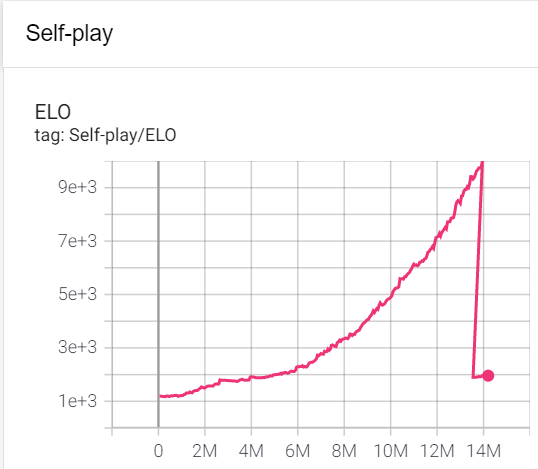 Self-play
ELO
tag: Self-play/ELO
9e+3
7e+3
5e+3
3e+3
1e+3
0 2M 4M 6M 8M 10M 12M 14M